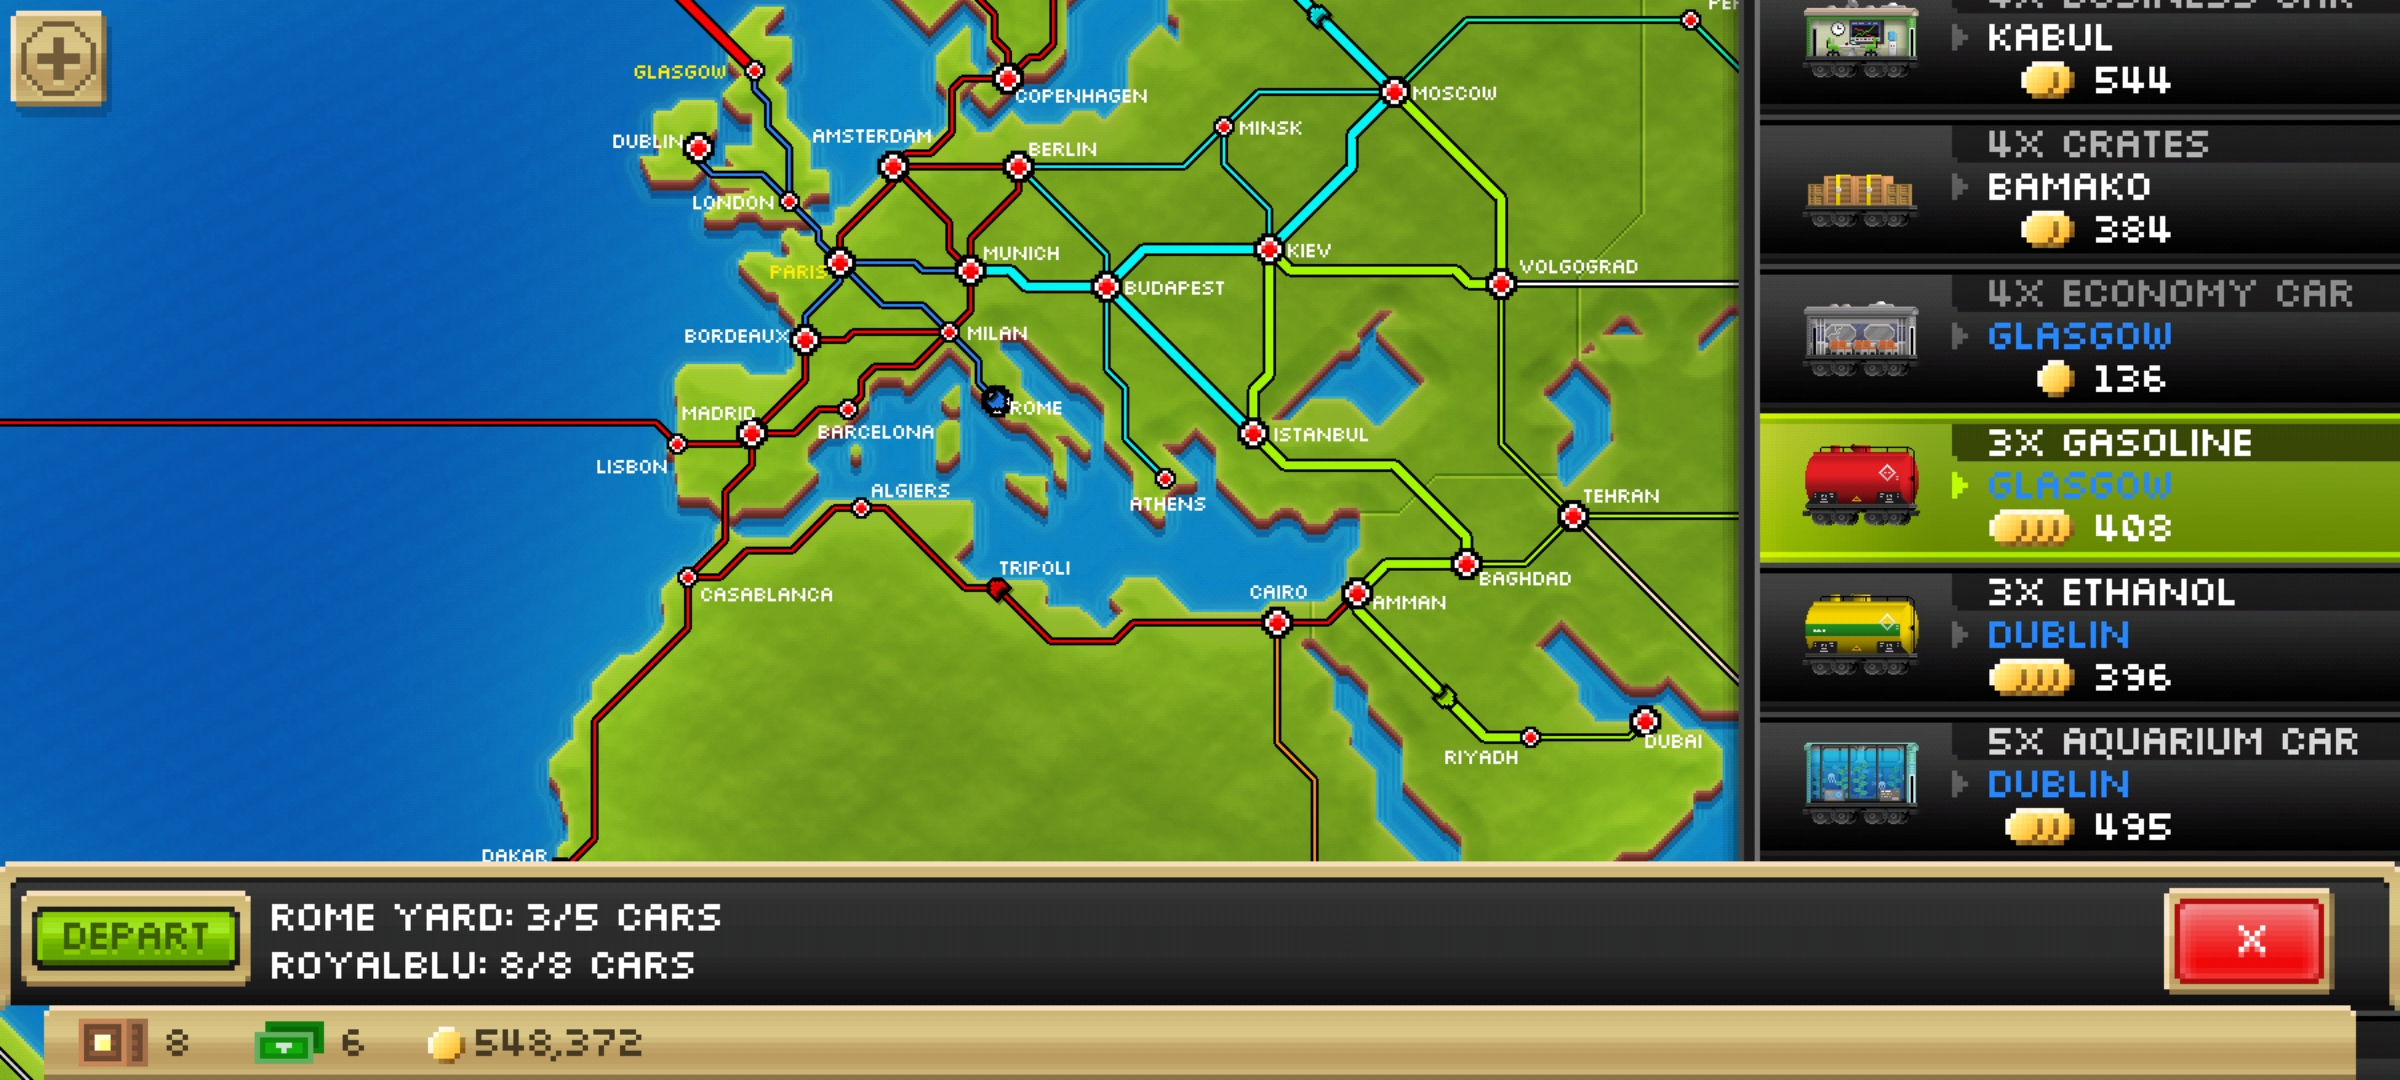 4X BUSINESS CAR
KABUL
544
4X CRATES
BAMAKO
384
4X ECONOMY CAR
GLASGOW
136
3X GASOLINE
GLASGOW
408
3X ETHANOL
DUBLIN
396
5X AQUARIUM CAR
DUBLIN
495
GLASGOW
COPENHAGEN
MOSCOW
DUBLIN
AMSTERDAM
BERLIN
MINSK
LONDON
PARIS
MUNICH
KIEV
VOLGOGRAD
BUDAPEST
BORDEAUX
MILAN
MADRID
ROME
BARCELONA
ISTANBUL
LISBON
ALGIERS
ATHENS
TEHRAN
TRIPOLI
CASABLANCA
CAIRO
AMMAN
BAGHDAD
RIYADH
DUBAI
DAKAR
DEPART
ROME YARD: 3/5 CARS
ROYALBLU: 8/8 CARS
X
8
6
548,372